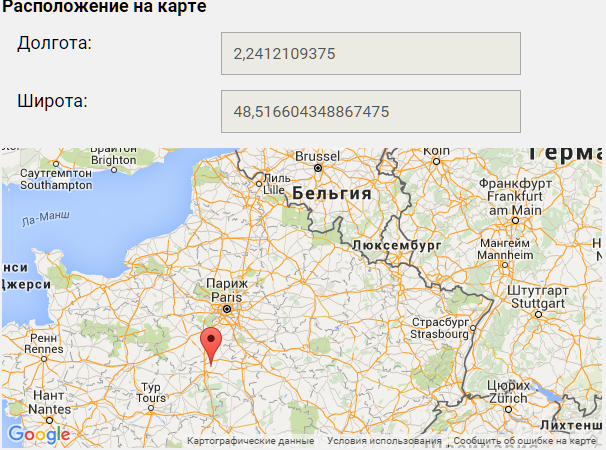 Расположение на карте
Долгота:
2,2412109375
Широта:
48,516604348867475
Брайтон
Brighton
Саутгемптон
Southampton
Brussel
Köln
Герма
Лиль
Lille
Бельгия
Франкфурт
Frankfurt
am Main
Ла-Манш
Люксембург
Мангейм
Mannheim
нси
Джерси
Париж
Paris
Штутгарт
Stuttgart
Страсбург
Strasbourg
Ренн
Rennes
Тур
Tours
Цюрих
Zürich
Нант
Nantes
Лихтенш
Google
Картографические данные
Условия использования
Сообщить об ошибке на карте